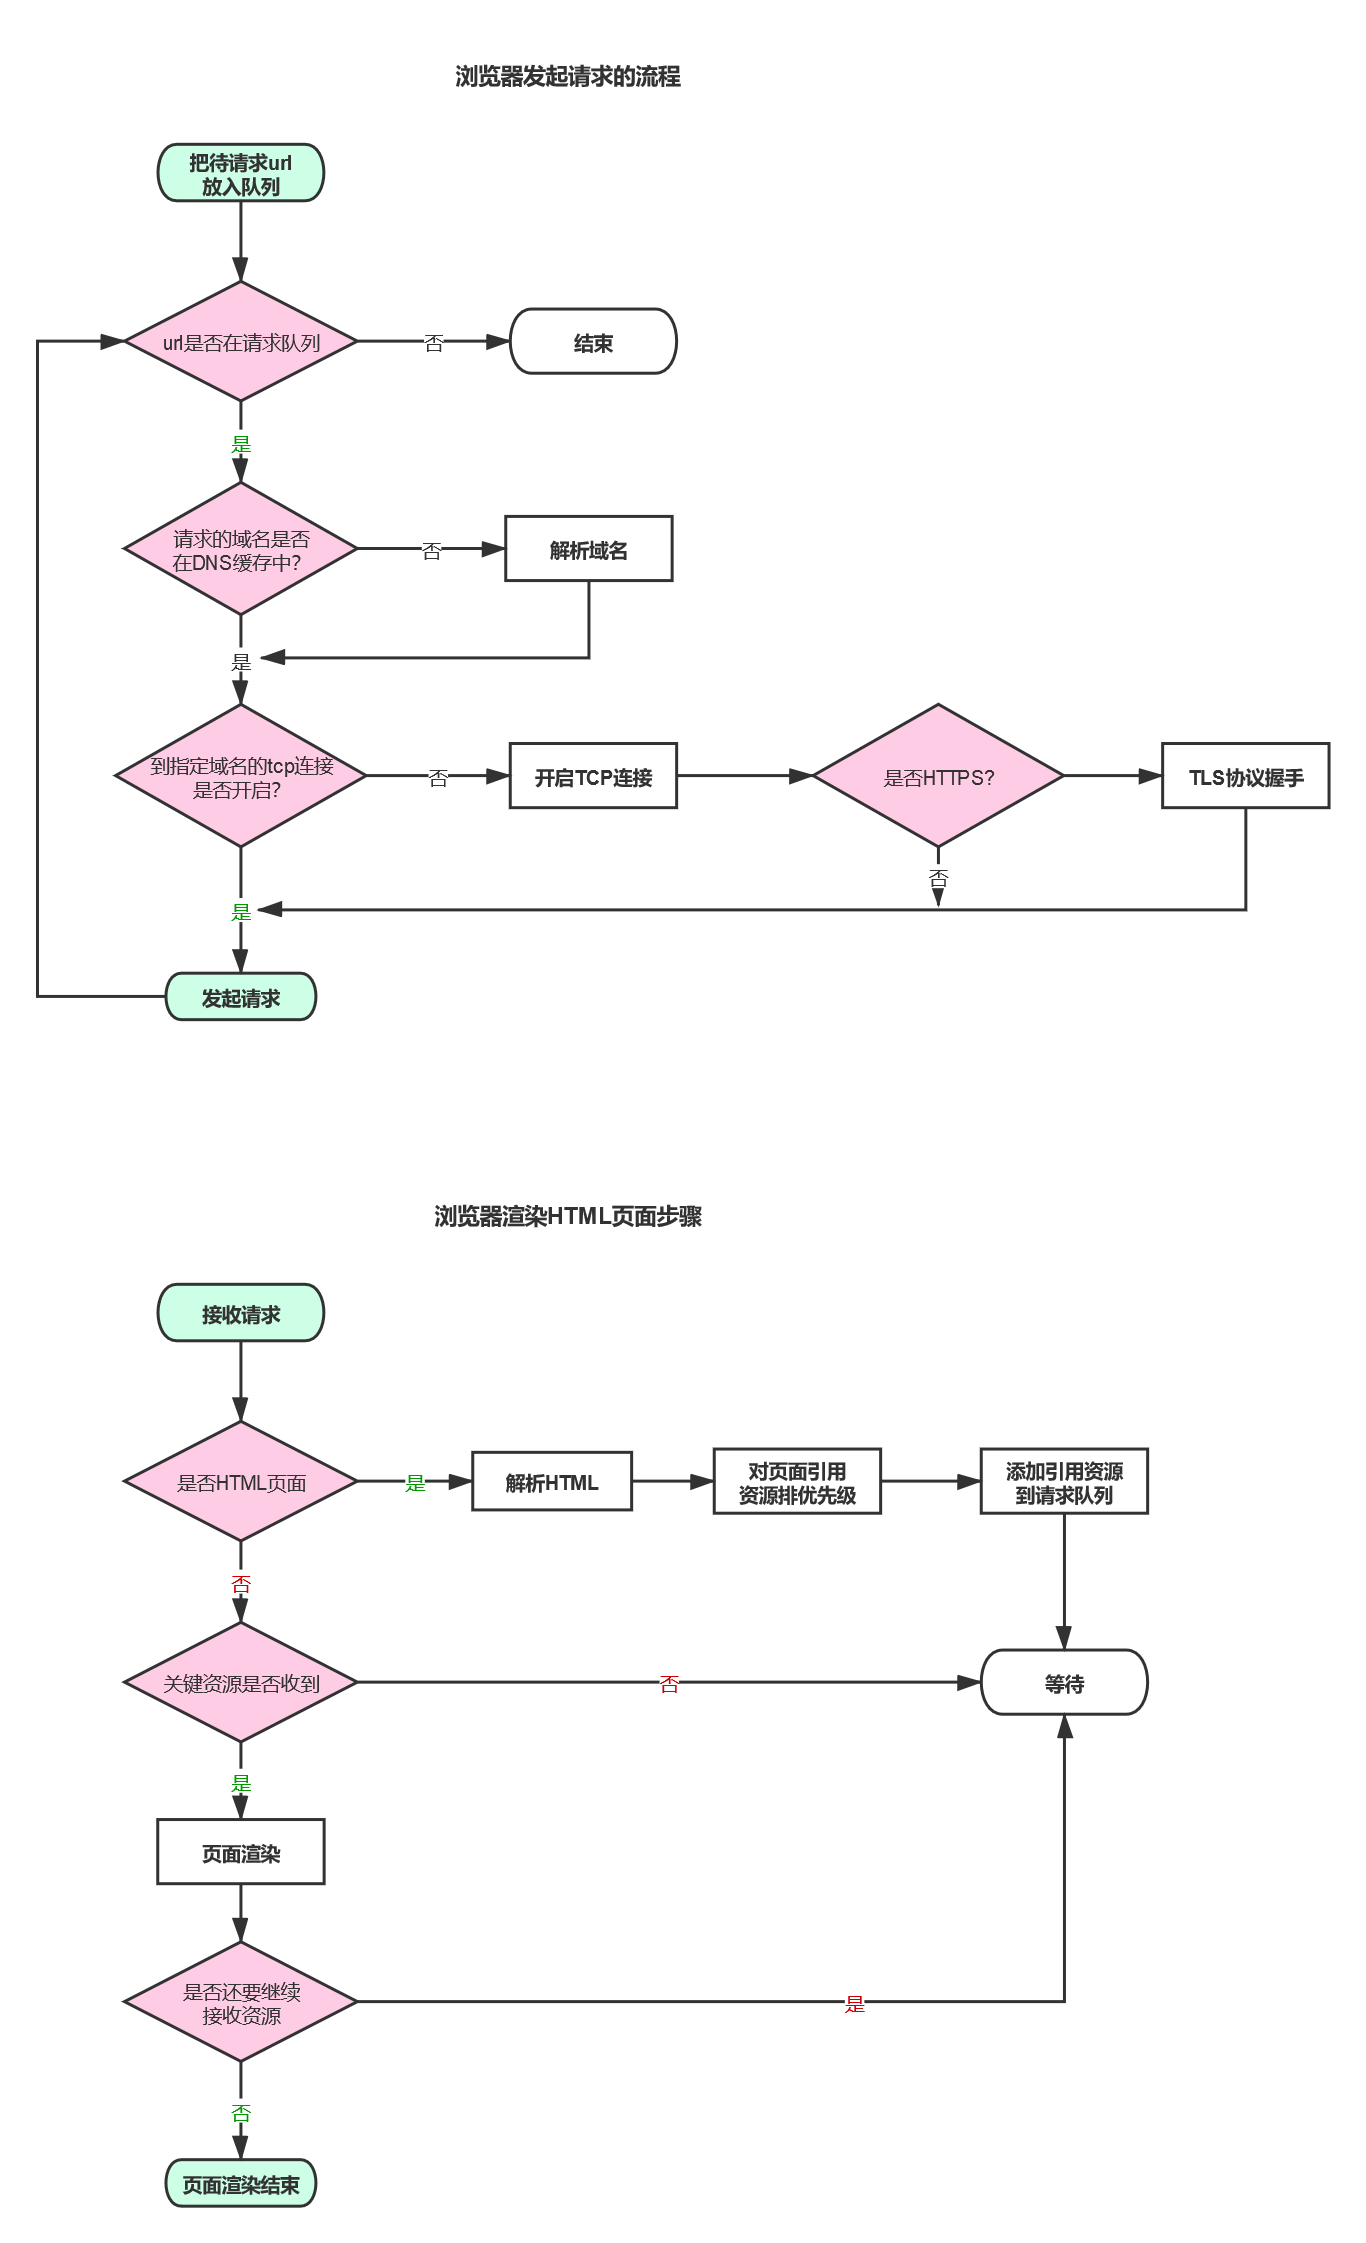 浏览器发起请求的流程
把待请求url
放入队列
url是否在请求队列
否
结束
是
请求的域名是否
在DNS缓存中?
否
解析域名
是
到指定域名的tcp连接
是否开启?
否
开启TCP连接
是否HTTPS?
TLS协议握手
否
是
发起请求
浏览器渲染HTML页面步骤
接收请求
是否HTML页面
是
解析HTML
对页面引用
资源排优先级
添加引用资源
到请求队列
否
关键资源是否收到
否
等待
是
页面渲染
是否还要继续
接收资源
是
否
页面渲染结束